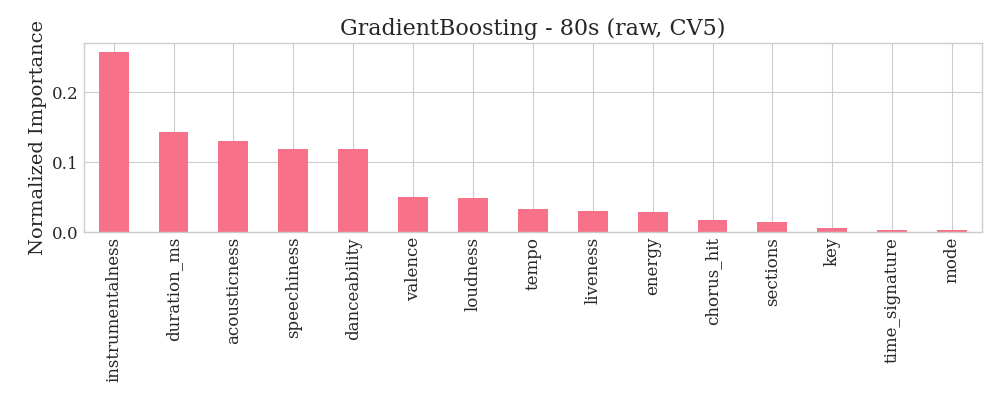 GradientBoosting - 80s (raw, CV5)
Normalized Importance
0.2
0.1
0.0
instrumentalness
duration_ms
acousticness
speechiness
danceability
valence
loudness
tempo
liveness
energy
chorus_hit
sections
key
time_signature
mode